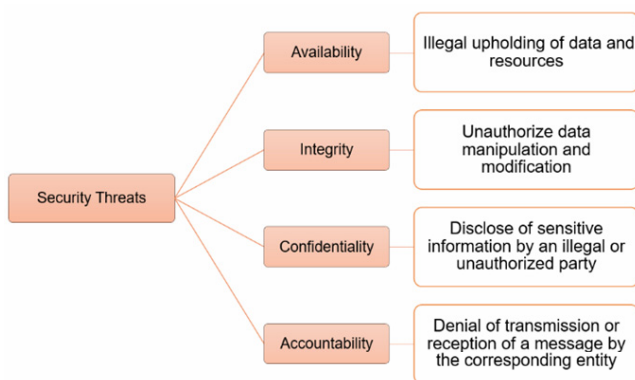 Security Threats
Availability
Illegal upholding of data and
resources
Integrity
Unauthorize data
manipulation and
modification
Confidentiality
Disclose of sensitive
information by an illegal or
unauthorized party
Accountability
Denial of transmission or
reception of a message by
the corresponding entity